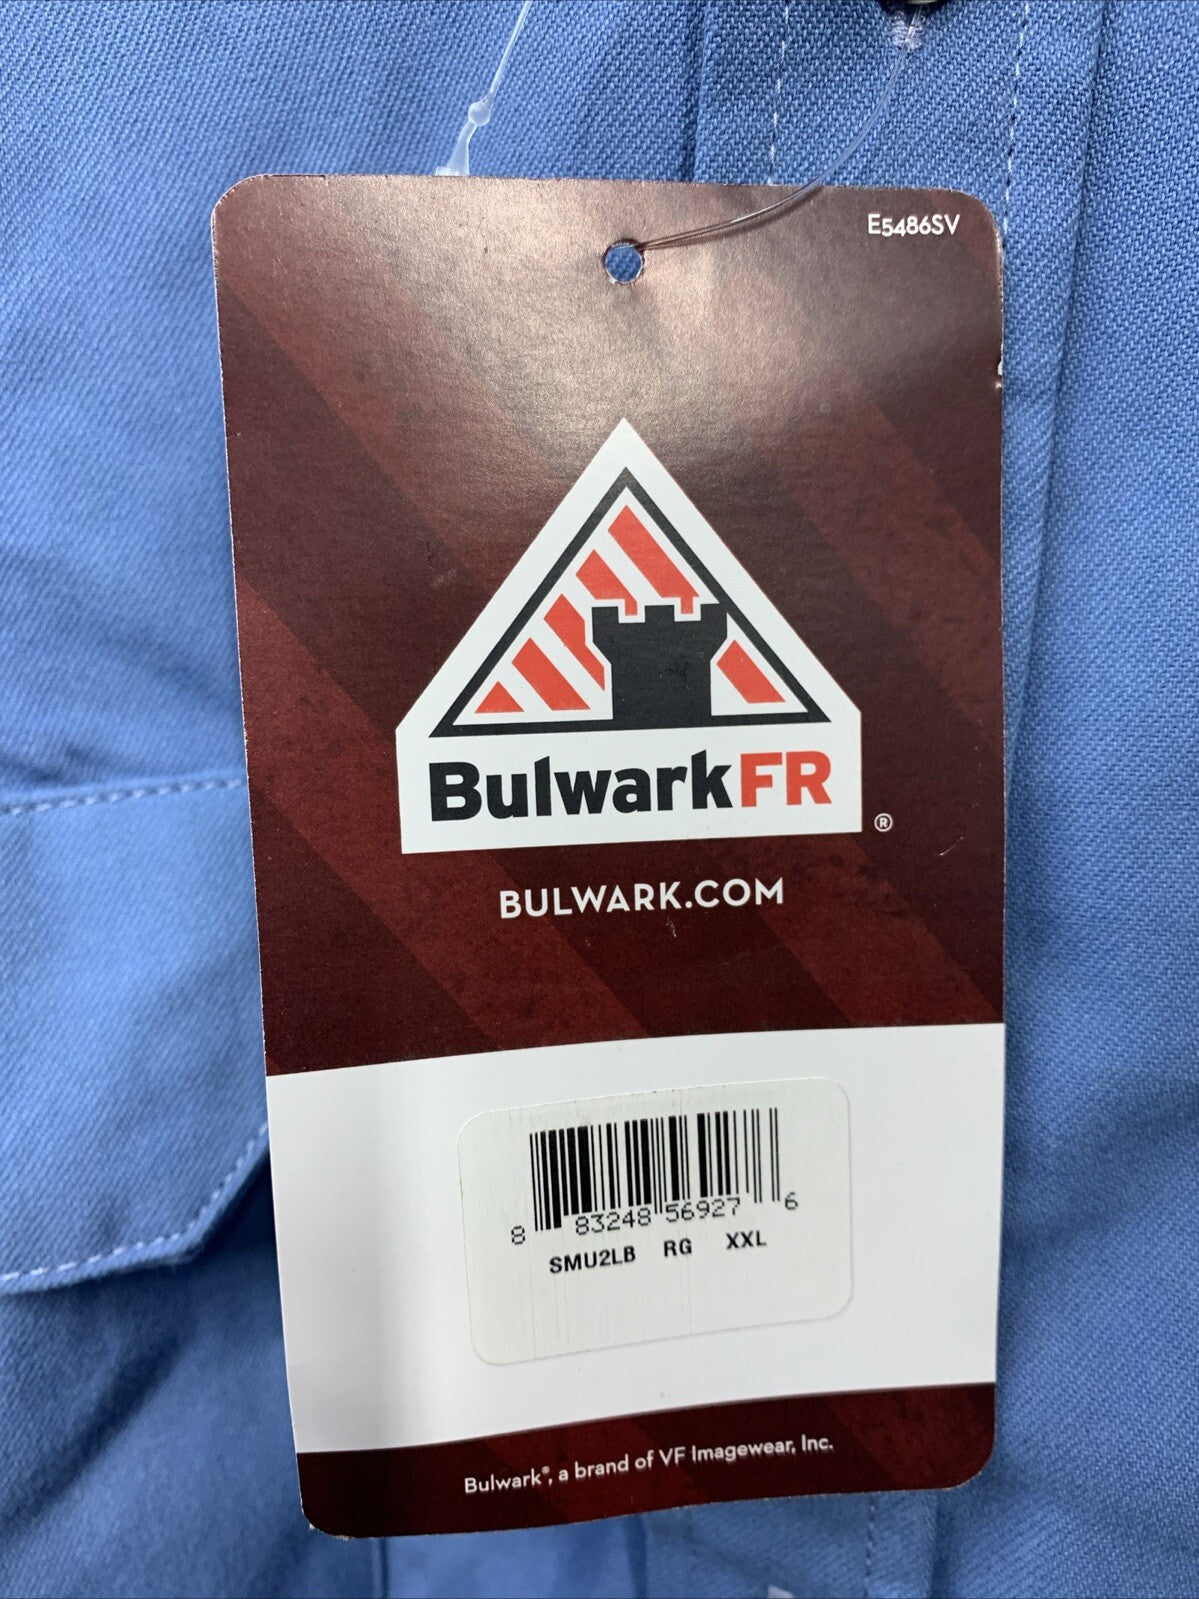 E5486SV
BulwarkFR
®
BULWARK.COM
8 83248 56927 6
SMU2LB RG XXL
Bulwark®, a brand of VF Imagewear, Inc.